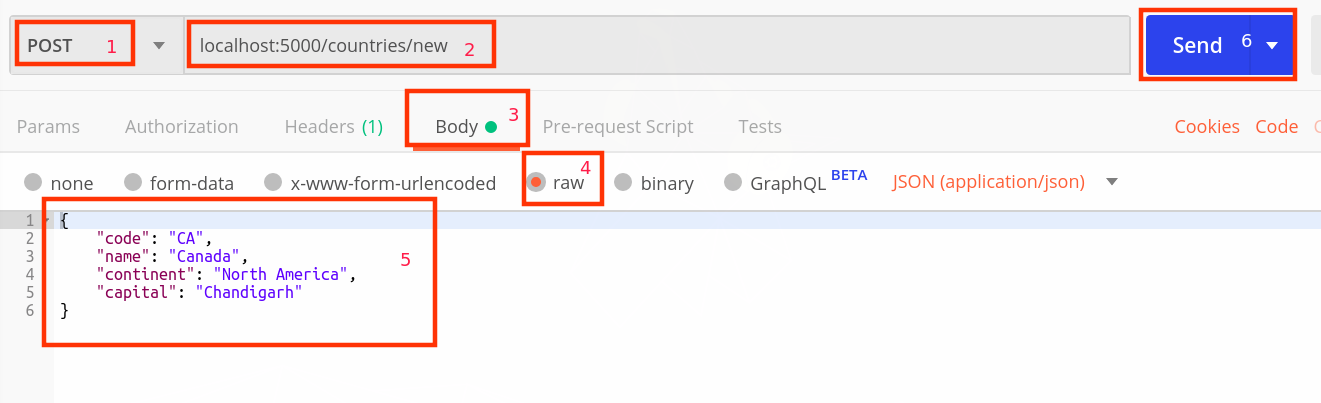 POST 1 localhost:5000/countries/new 2 Send 6
Params Authorization Headers (1) Body 3 Pre-request Script Tests Cookies Code
none form-data x-www-form-urlencoded raw 4 binary GraphQL BETA JSON (application/json)
1 {
2 "code": "CA",
3 "name": "Canada", 5
4 "continent": "North America",
5 "capital": "Chandigarh"
6 }